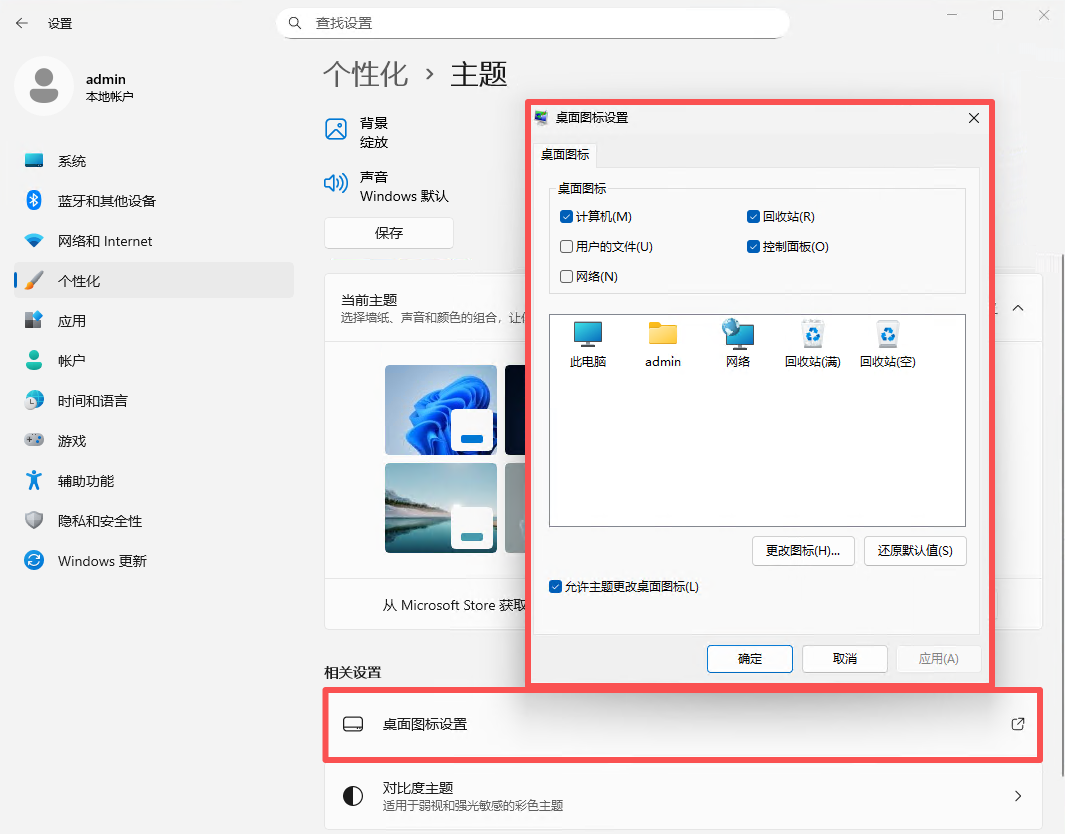 设置
查找设置
admin
本地帐户
系统
蓝牙和其他设备
网络和 Internet
个性化
应用
帐户
时间和语言
游戏
辅助功能
隐私和安全性
Windows 更新
个性化 › 主题
背景
绽放
声音
Windows 默认
保存
当前主题
选择墙纸、声音和颜色的组合，让
从 Microsoft Store 获取
相关设置
桌面图标设置
对比度主题
适用于弱视和强光敏感的彩色主题
桌面图标设置
桌面图标
桌面图标
计算机(M)
回收站(R)
用户的文件(U)
控制面板(O)
网络(N)
此电脑
admin
网络
回收站(满)
回收站(空)
更改图标(H)...
还原默认值(S)
允许主题更改桌面图标(L)
确定
取消
应用(A)